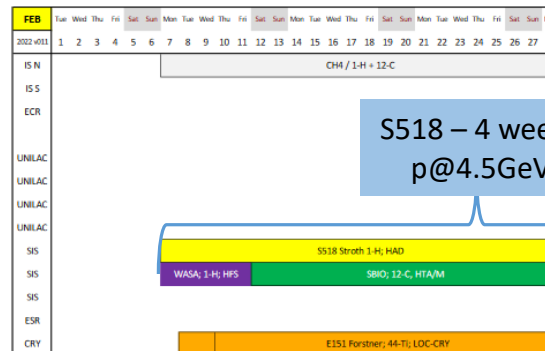 FEB Tue Wed Thu Fri Sat Sun Mon Tue Wed Thu Fri Sat Sun Mon Tue Wed Thu Fri Sat Sun Mon Tue Wed Thu Fri Sat Sun
2022 v011 1 2 3 4 5 6 7 8 9 10 11 12 13 14 15 16 17 18 19 20 21 22 23 24 25 26 27
IS N CH4 / 1-H + 12-C
IS S
ECR
S518 – 4 wee
p@4.5GeV
UNILAC
UNILAC
UNILAC
UNILAC
SIS S518 Stroth 1-H; HAD
SIS WASA; 1-H; HFS SBIO; 12-C, HTA/M
SIS
ESR
CRY E151 Forstner; 44-Ti; LOC-CRY